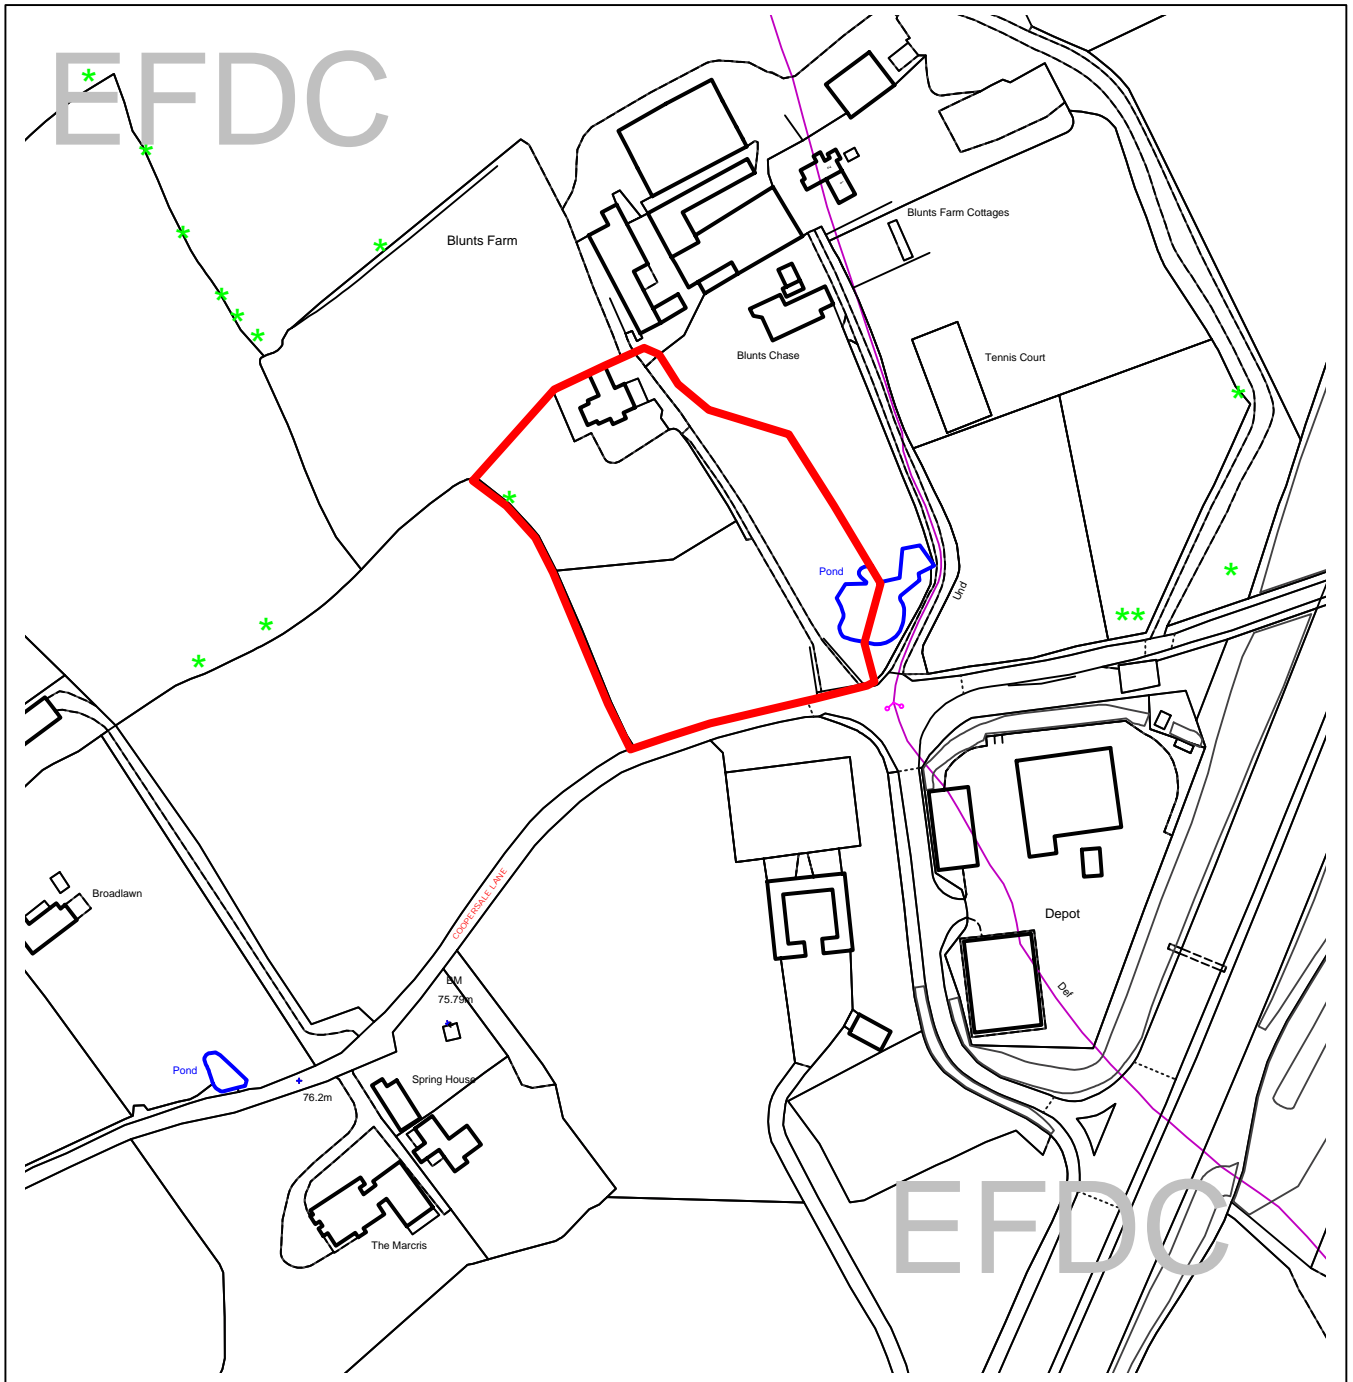 EFDC
Blunts Farm Cottages
Blunts Farm
Blunts Chase
Tennis Court
Pond
Und
COOPERSALE LANE
Broadlawn
Depot
BM
75.79m
Def
Pond
Spring House
76.2m
EFDC
The Marcris